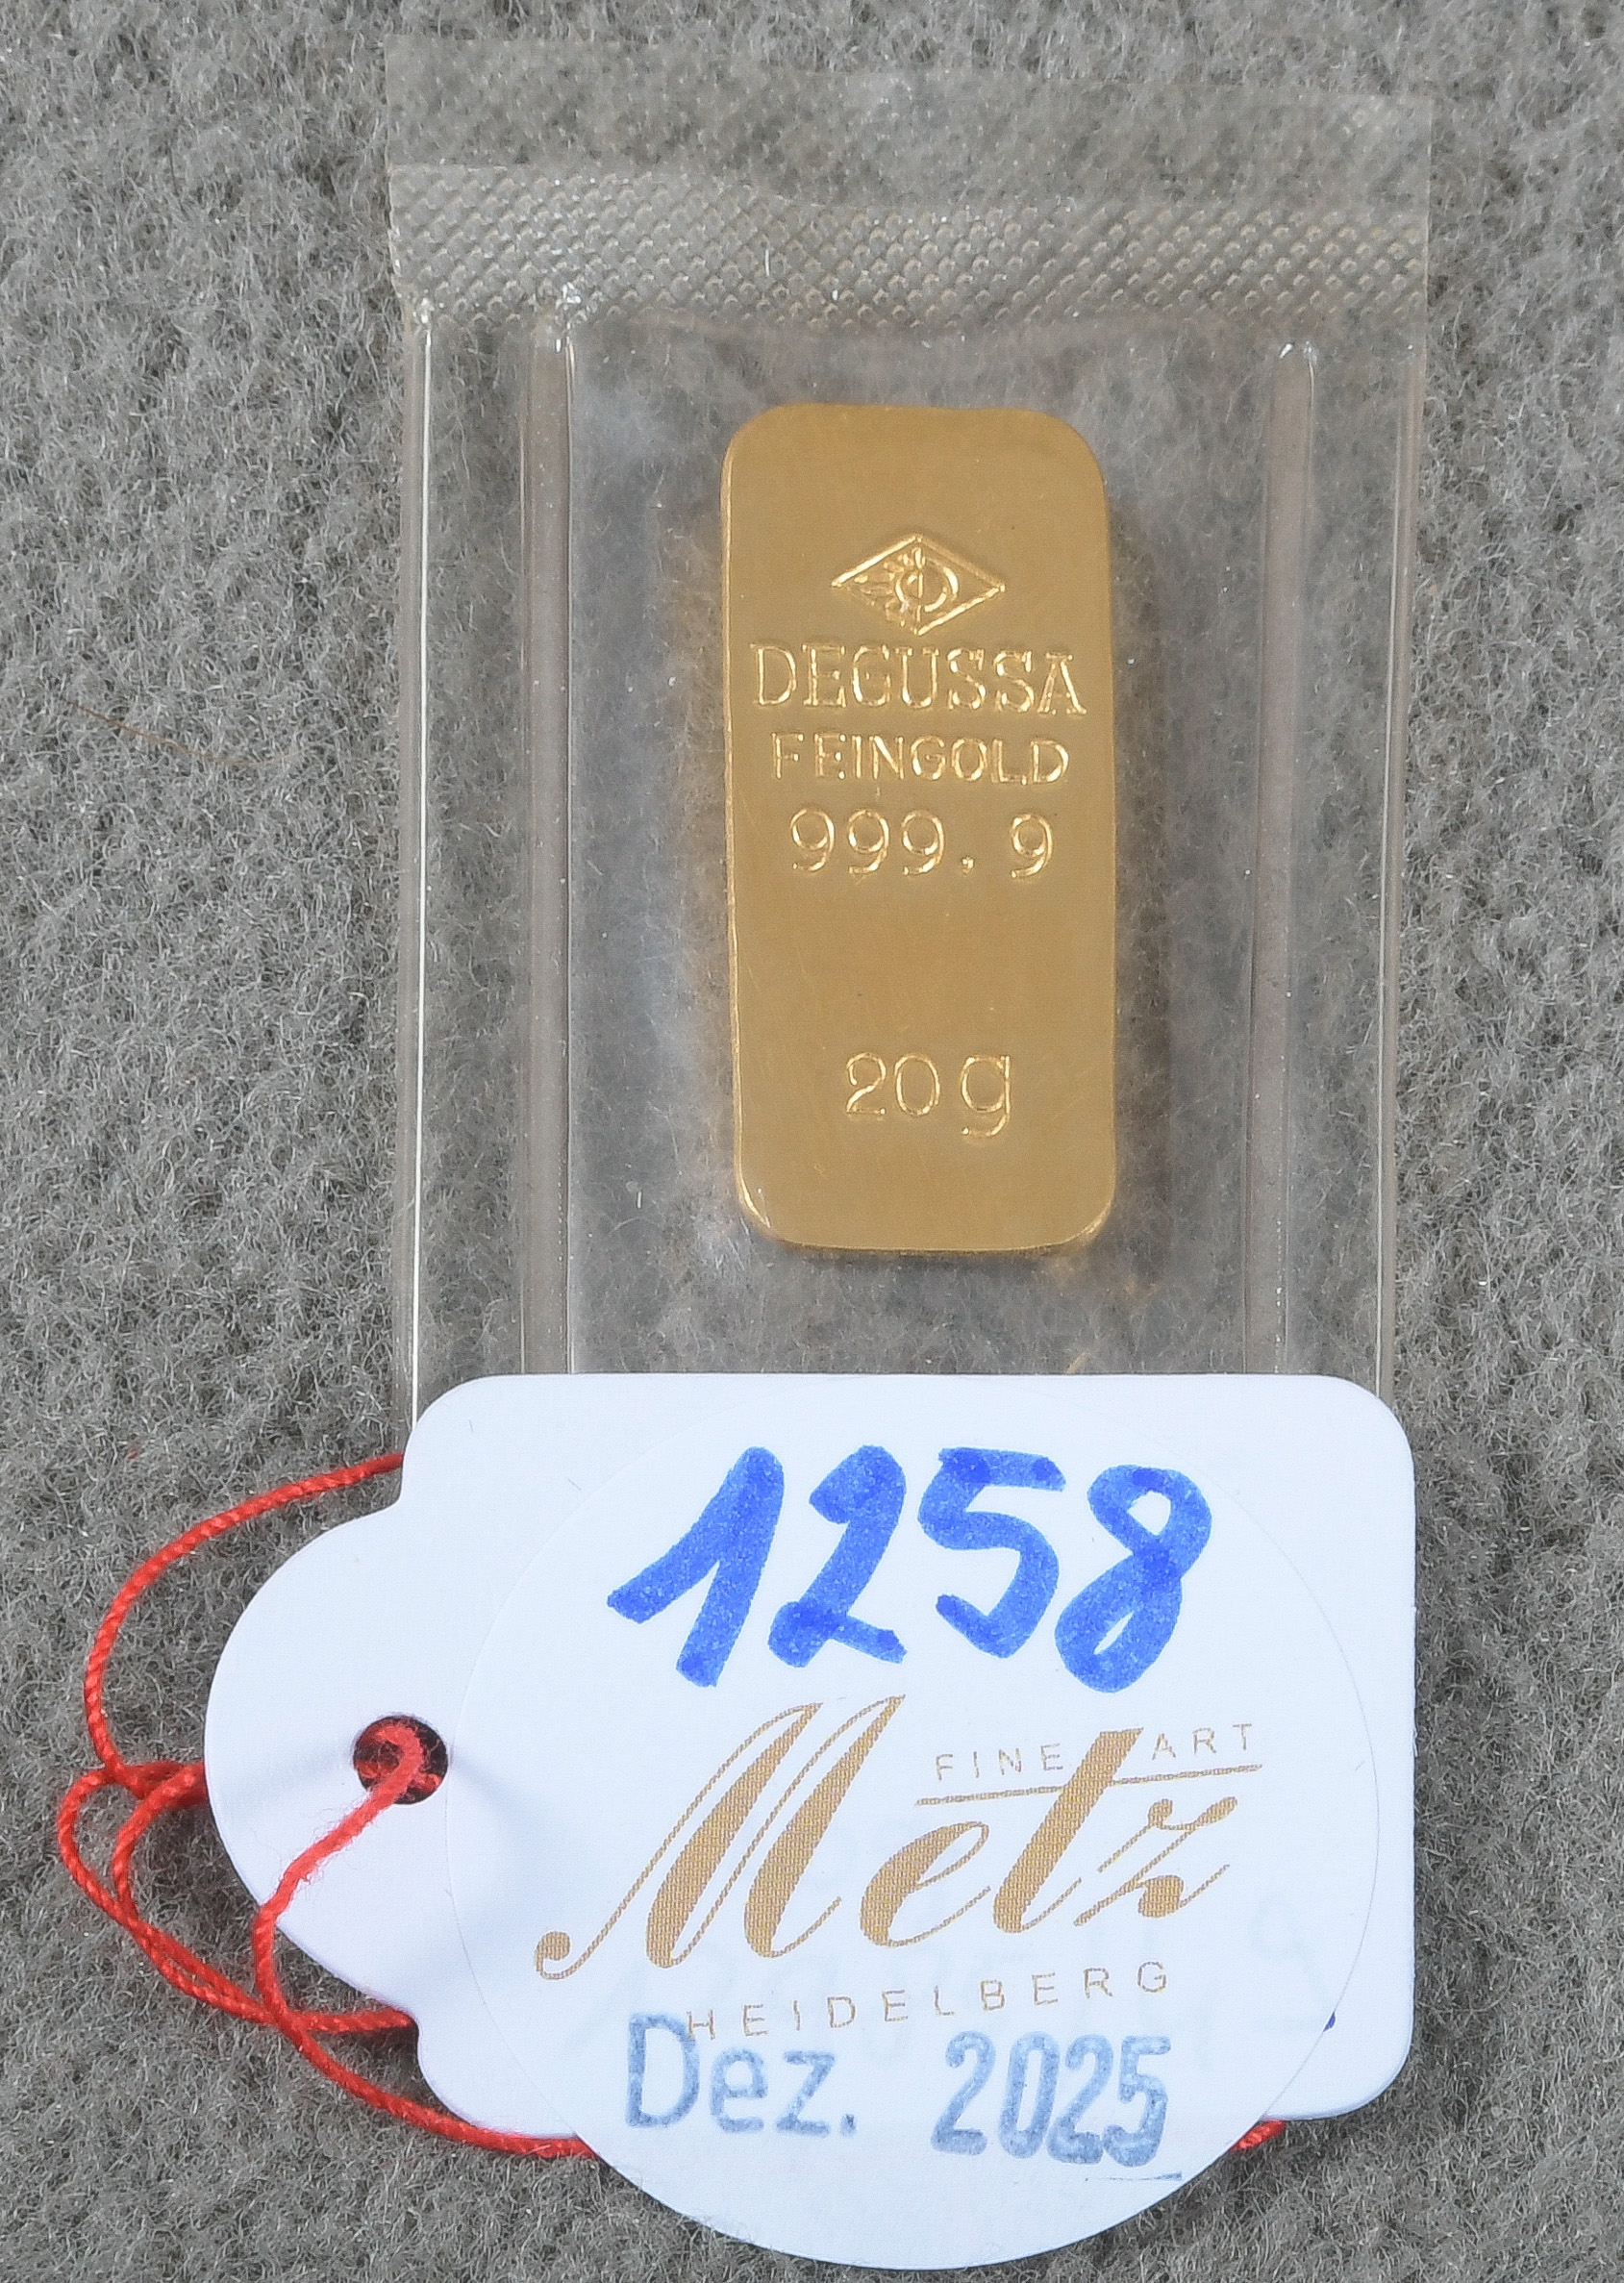 DEGUSSA
FEINGOLD
999.9
20g
1258
FINE ART
Metz
HEIDELBERG
Dez. 2025